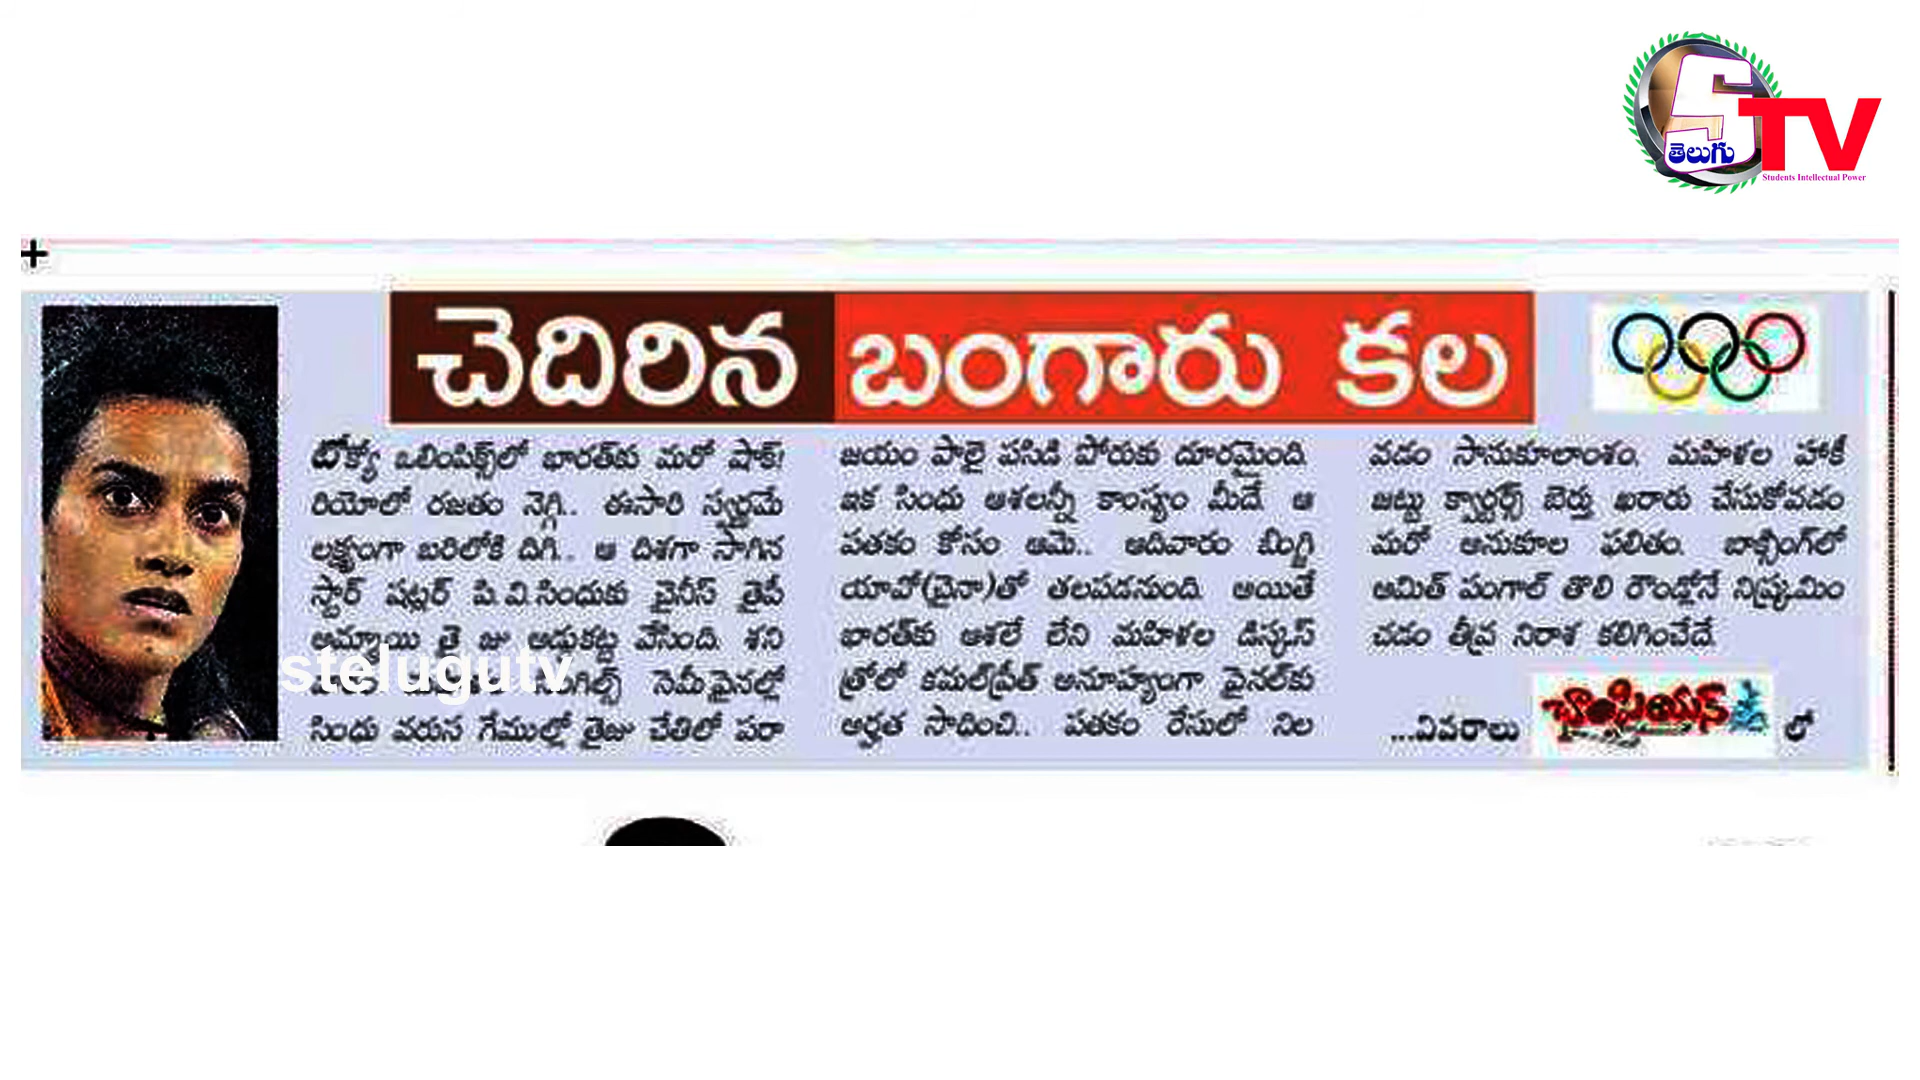 S
తెలుగు
TV
Students Intellectual Power
చెదిరిన బంగారు కల
టోక్యో ఒలింపిక్స్‌లో భారత్‌కు మరో షాక్!
రియోలో రజతం నెగ్గి.. ఈసారి స్వర్ణమే
లక్ష్యంగా బరిలోకి దిగి.. ఆ దిశగా సాగిన
స్టార్ షట్లర్ పి.వి.సింధుకు చైనీస్ తైపీ
అమ్మాయి తై జు అడ్డుకట్ట వేసింది. శని
సింగిల్స్ సెమీఫైనల్లో
stelugutv
సింధు వరుస గేముల్లో తైజు చేతిలో పరా
జయం పాలై పసిడి పోరుకు దూరమైంది.
ఇక సింధు ఆశలన్నీ కాంస్యం మీదే. ఆ
పతకం కోసం ఆమె.. ఆదివారం బింగ్జి
యావో(చైనా)తో తలపడనుంది. అయితే
భారత్‌కు ఆశలే లేని మహిళల డిస్కస్
త్రోలో కమల్‌ప్రీత్ అనూహ్యంగా ఫైనల్‌కు
అర్హత సాధించి.. పతకం రేసులో నిల
వడం సానుకూలాంశం. మహిళల హాకీ
జట్టు క్వార్టర్స్ బెర్తు ఖరారు చేసుకోవడం
మరో అనుకూల ఫలితం. బాక్సింగ్‌లో
అమిత్ పంగాల్ తొలి రౌండ్లోనే నిష్క్రమిం
చడం తీవ్ర నిరాశ కలిగించేదే.
...వివరాలు ఛాంపియన్ లో